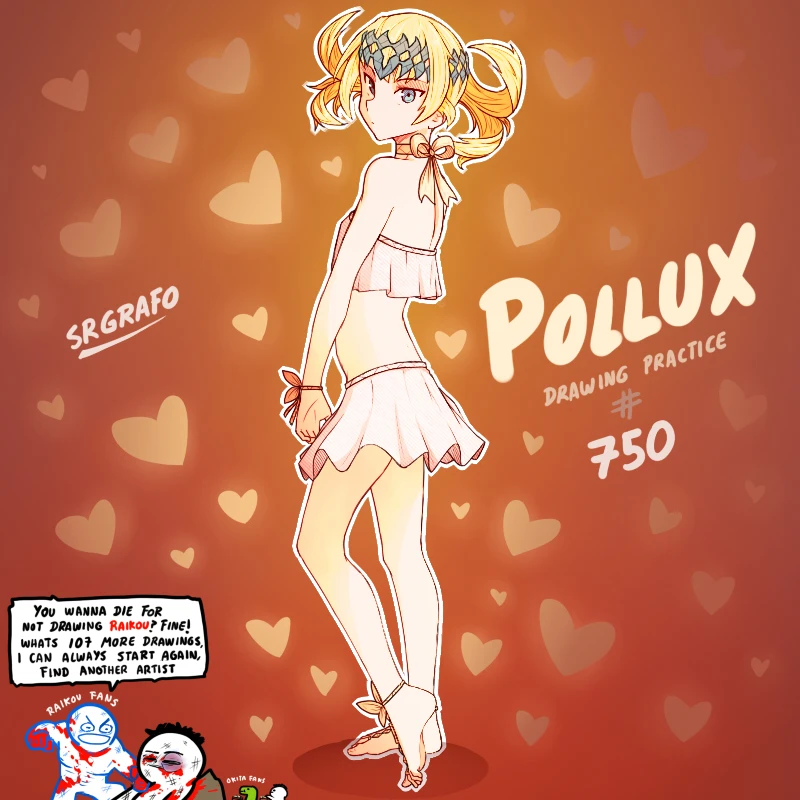 SRGRAFO
POLLUX
DRAWING PRACTICE
#
750
YOU WANNA DIE FOR
NOT DRAWING RAIKOU? FINE!
WHATS 107 MORE DRAWINGS,
I CAN ALWAYS START AGAIN,
FIND ANOTHER ARTIST
RAIKOU FANS
OKITA FANS